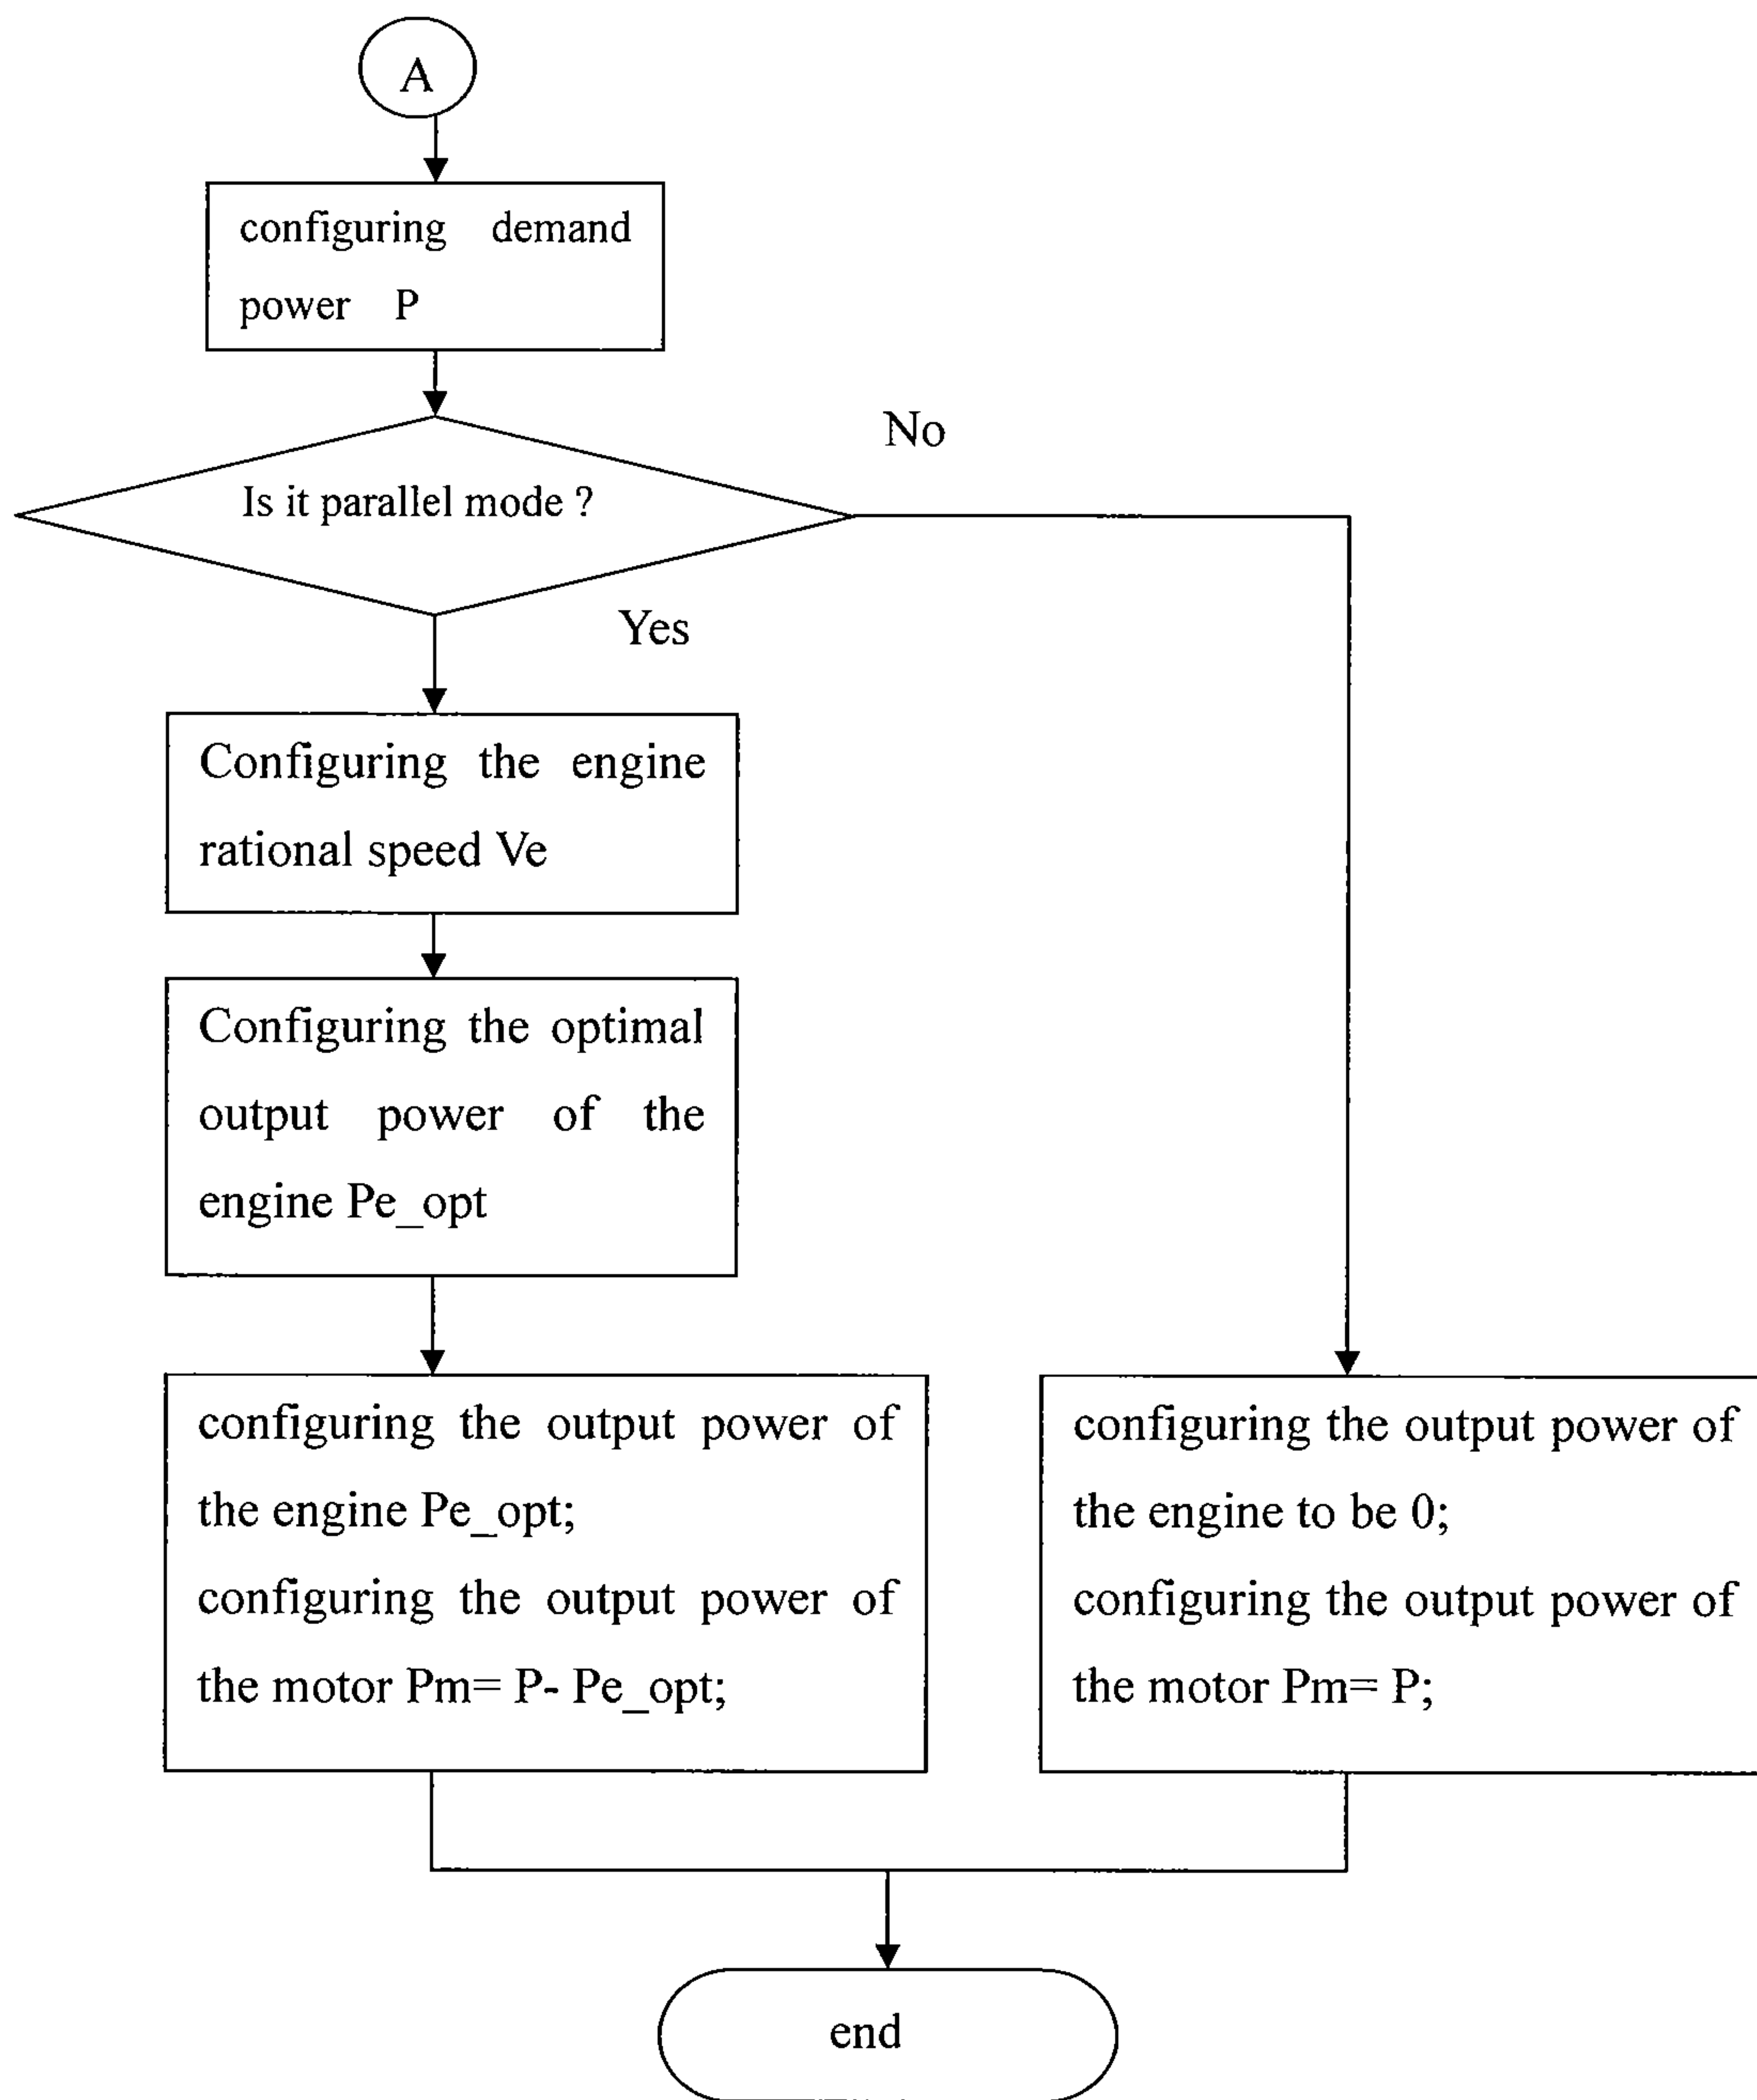 A
configuring demand
power P
No
Is it parallel mode ?
Yes
Configuring the engine
rational speed Ve
Configuring the optimal
output power of the
engine Pe_opt
configuring the output power of
the engine Pe_opt;
configuring the output power of
the motor Pm= P- Pe_opt;
configuring the output power of
the engine to be 0;
configuring the output power of
the motor Pm= P;
end